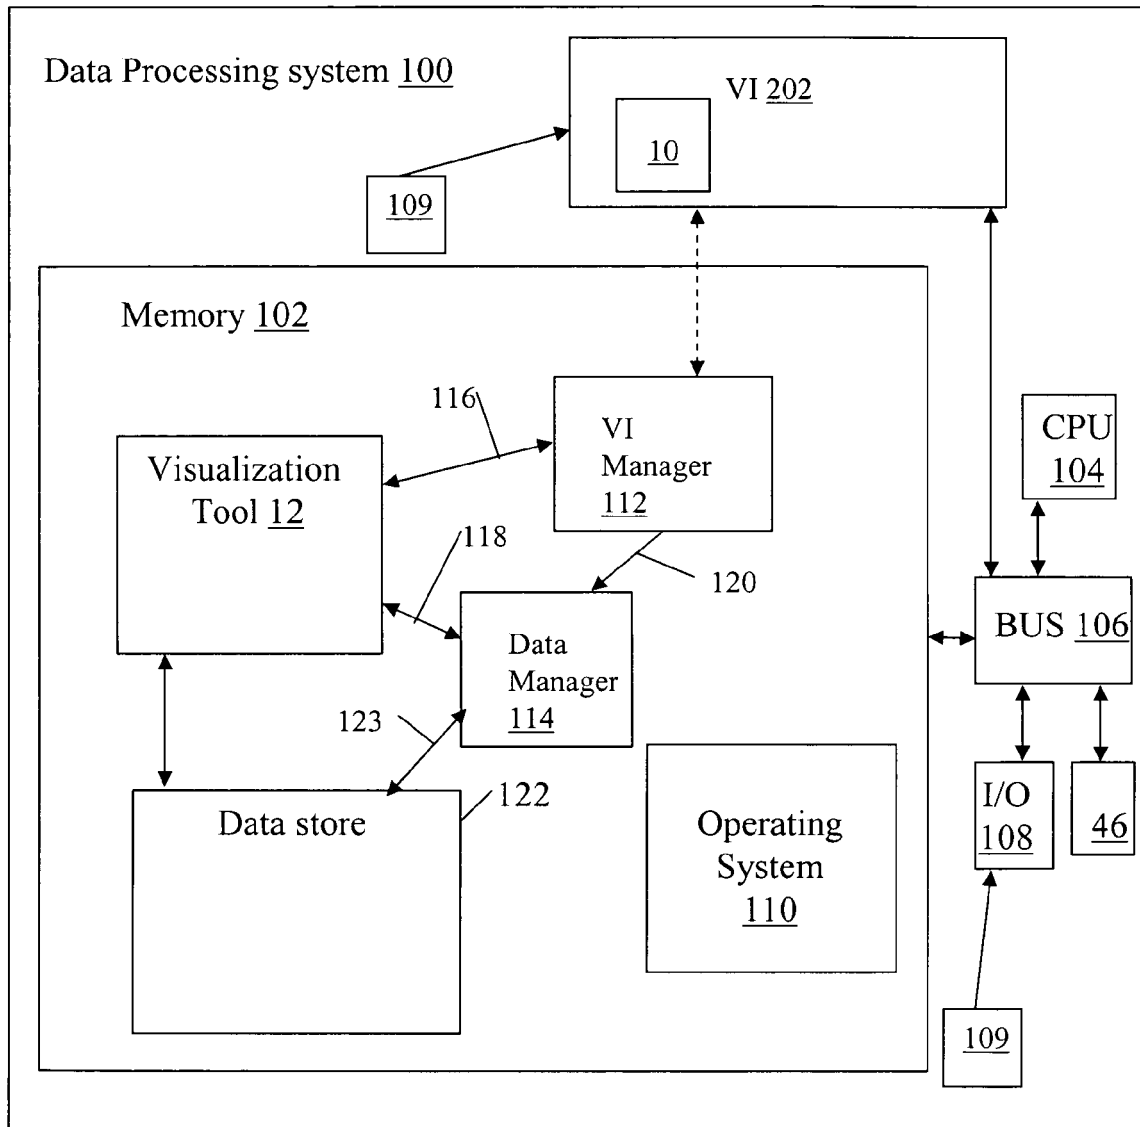 Data Processing system 100
VI 202
10
109
Memory 102
116
VI
Manager
112
CPU
104
Visualization
Tool 12
118
120
BUS 106
Data
Manager
114
123
122
Data store
Operating
System
110
I/O
108
46
109